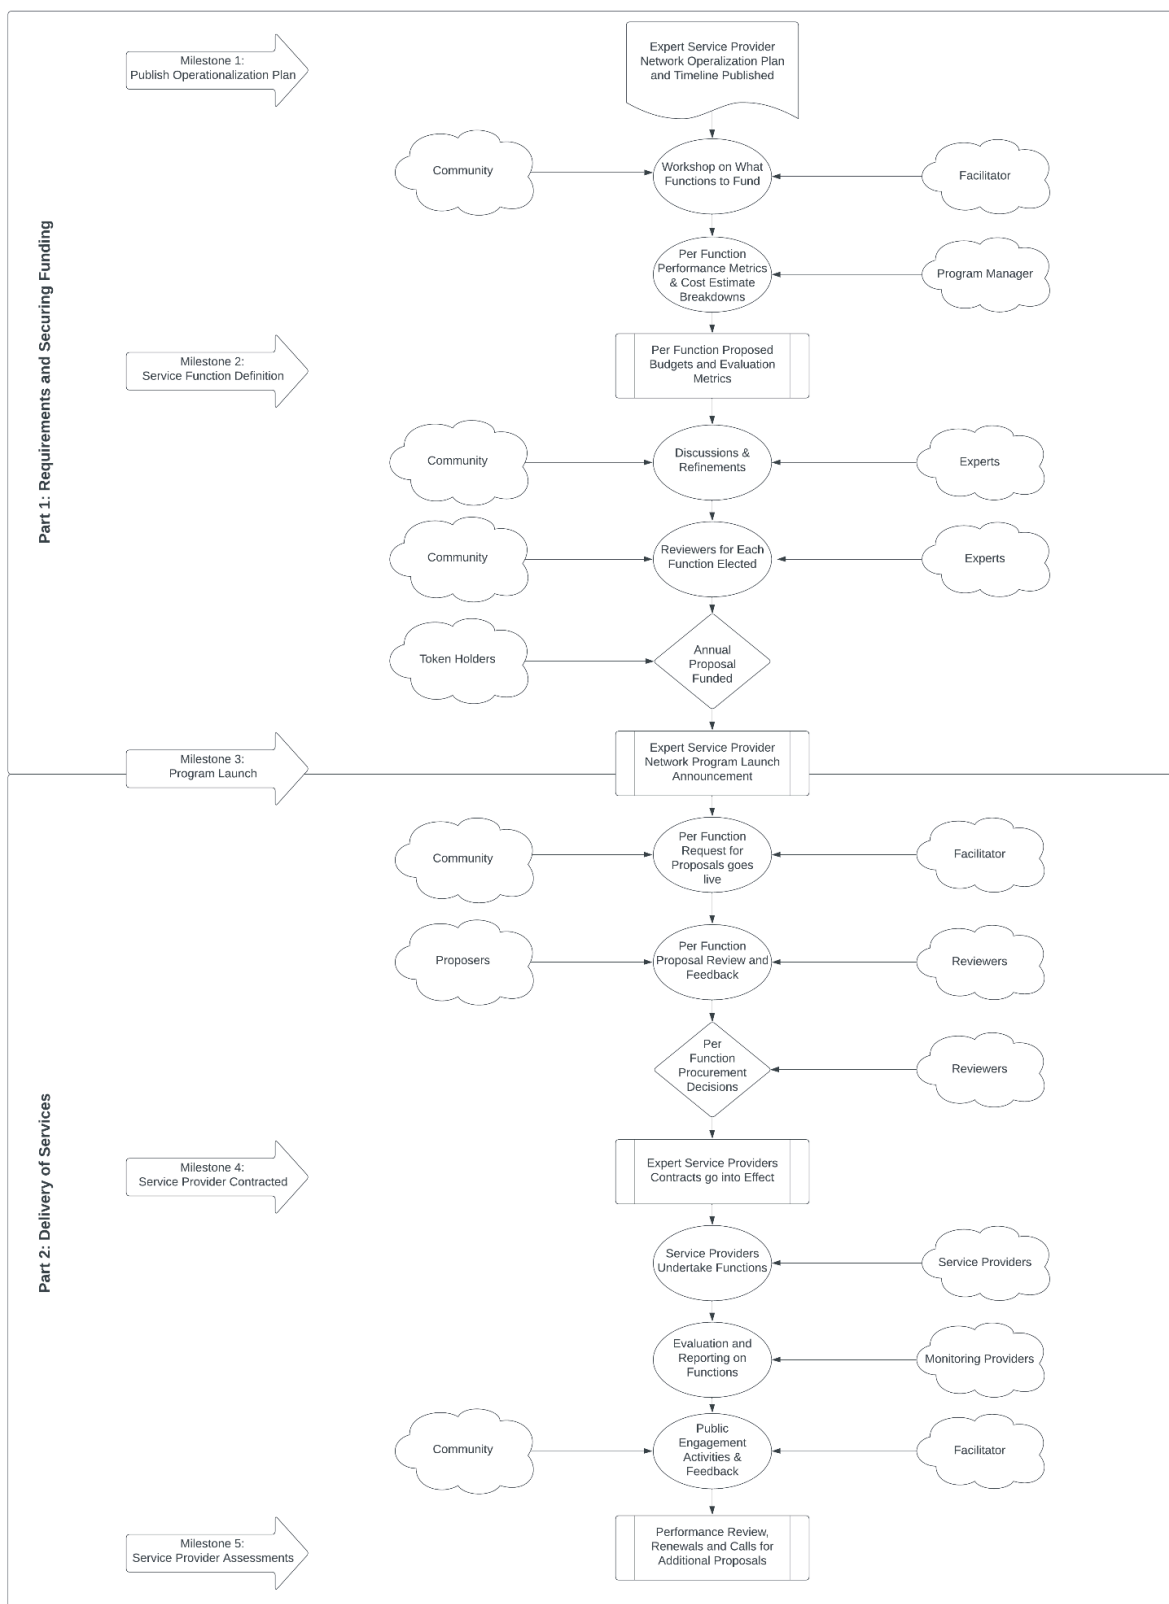 Milestone 1:
Publish Operationalization Plan
Expert Service Provider
Network Operalization Plan
and Timeline Published
Community
Workshop on What
Functions to Fund
Facilitator
Per Function
Performance Metrics
& Cost Estimate
Breakdowns
Program Manager
Part 1: Requirements and Securing Funding
Milestone 2:
Service Function Definition
Per Function Proposed
Budgets and Evaluation
Metrics
Community
Discussions &
Refinements
Experts
Community
Reviewers for Each
Function Elected
Experts
Token Holders
Annual
Proposal
Funded
Milestone 3:
Program Launch
Expert Service Provider
Network Program Launch
Announcement
Community
Per Function
Request for
Proposals goes
live
Facilitator
Proposers
Per Function
Proposal Review and
Feedback
Reviewers
Per
Function
Procurement
Decisions
Reviewers
Part 2: Delivery of Services
Milestone 4:
Service Provider Contracted
Expert Service Providers
Contracts go into Effect
Service Providers
Undertake Functions
Service Providers
Evaluation and
Reporting on
Functions
Monitoring Providers
Community
Public
Engagement
Activities &
Feedback
Facilitator
Milestone 5:
Service Provider Assessments
Performance Review,
Renewals and Calls for
Additional Proposals